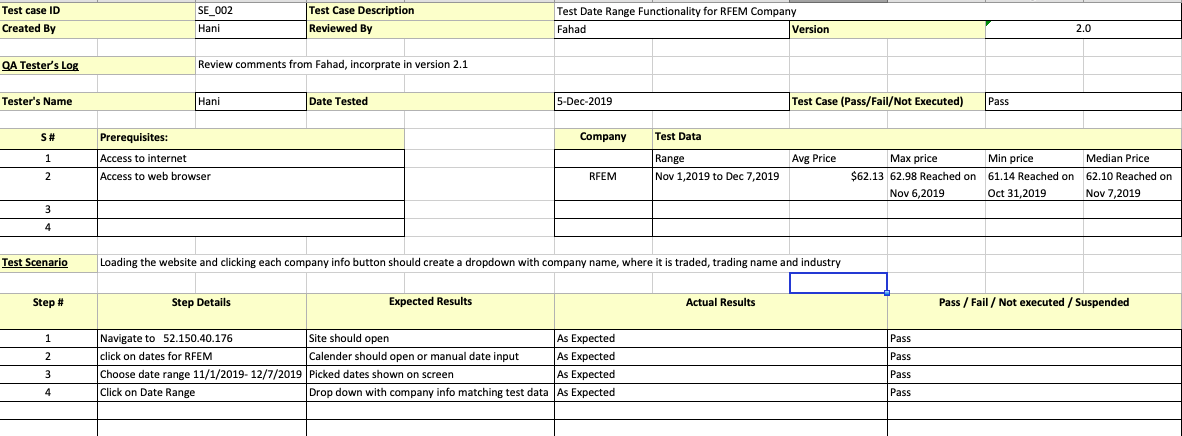 Test case ID SE_002 Test Case Description Test Date Range Functionality for RFEM Company
Created By Hani Reviewed By Fahad Version 2.0
QA Tester's Log Review comments from Fahad, incorprate in version 2.1
Tester's Name Hani Date Tested 5-Dec-2019 Test Case (Pass/Fail/Not Executed) Pass
S # Prerequisites: Company Test Data
1 Access to internet Range Avg Price Max price Min price Median Price
2 Access to web browser RFEM Nov 1,2019 to Dec 7,2019 $62.13 62.98 Reached on 61.14 Reached on 62.10 Reached on
Nov 6,2019 Oct 31,2019 Nov 7,2019
3
4
Test Scenario Loading the website and clicking each company info button should create a dropdown with company name, where it is traded, trading name and industry
Step # Step Details Expected Results Actual Results Pass / Fail / Not executed / Suspended
1 Navigate to 52.150.40.176 Site should open As Expected Pass
2 click on dates for RFEM Calender should open or manual date input As Expected Pass
3 Choose date range 11/1/2019- 12/7/2019 Picked dates shown on screen As Expected Pass
4 Click on Date Range Drop down with company info matching test data As Expected Pass